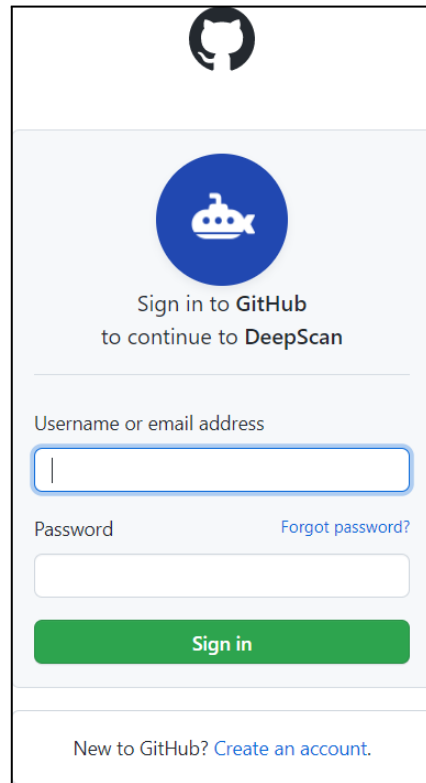 Sign in to GitHub
to continue to DeepScan
Username or email address
Password
Forgot password?
Sign in
New to GitHub? Create an account.